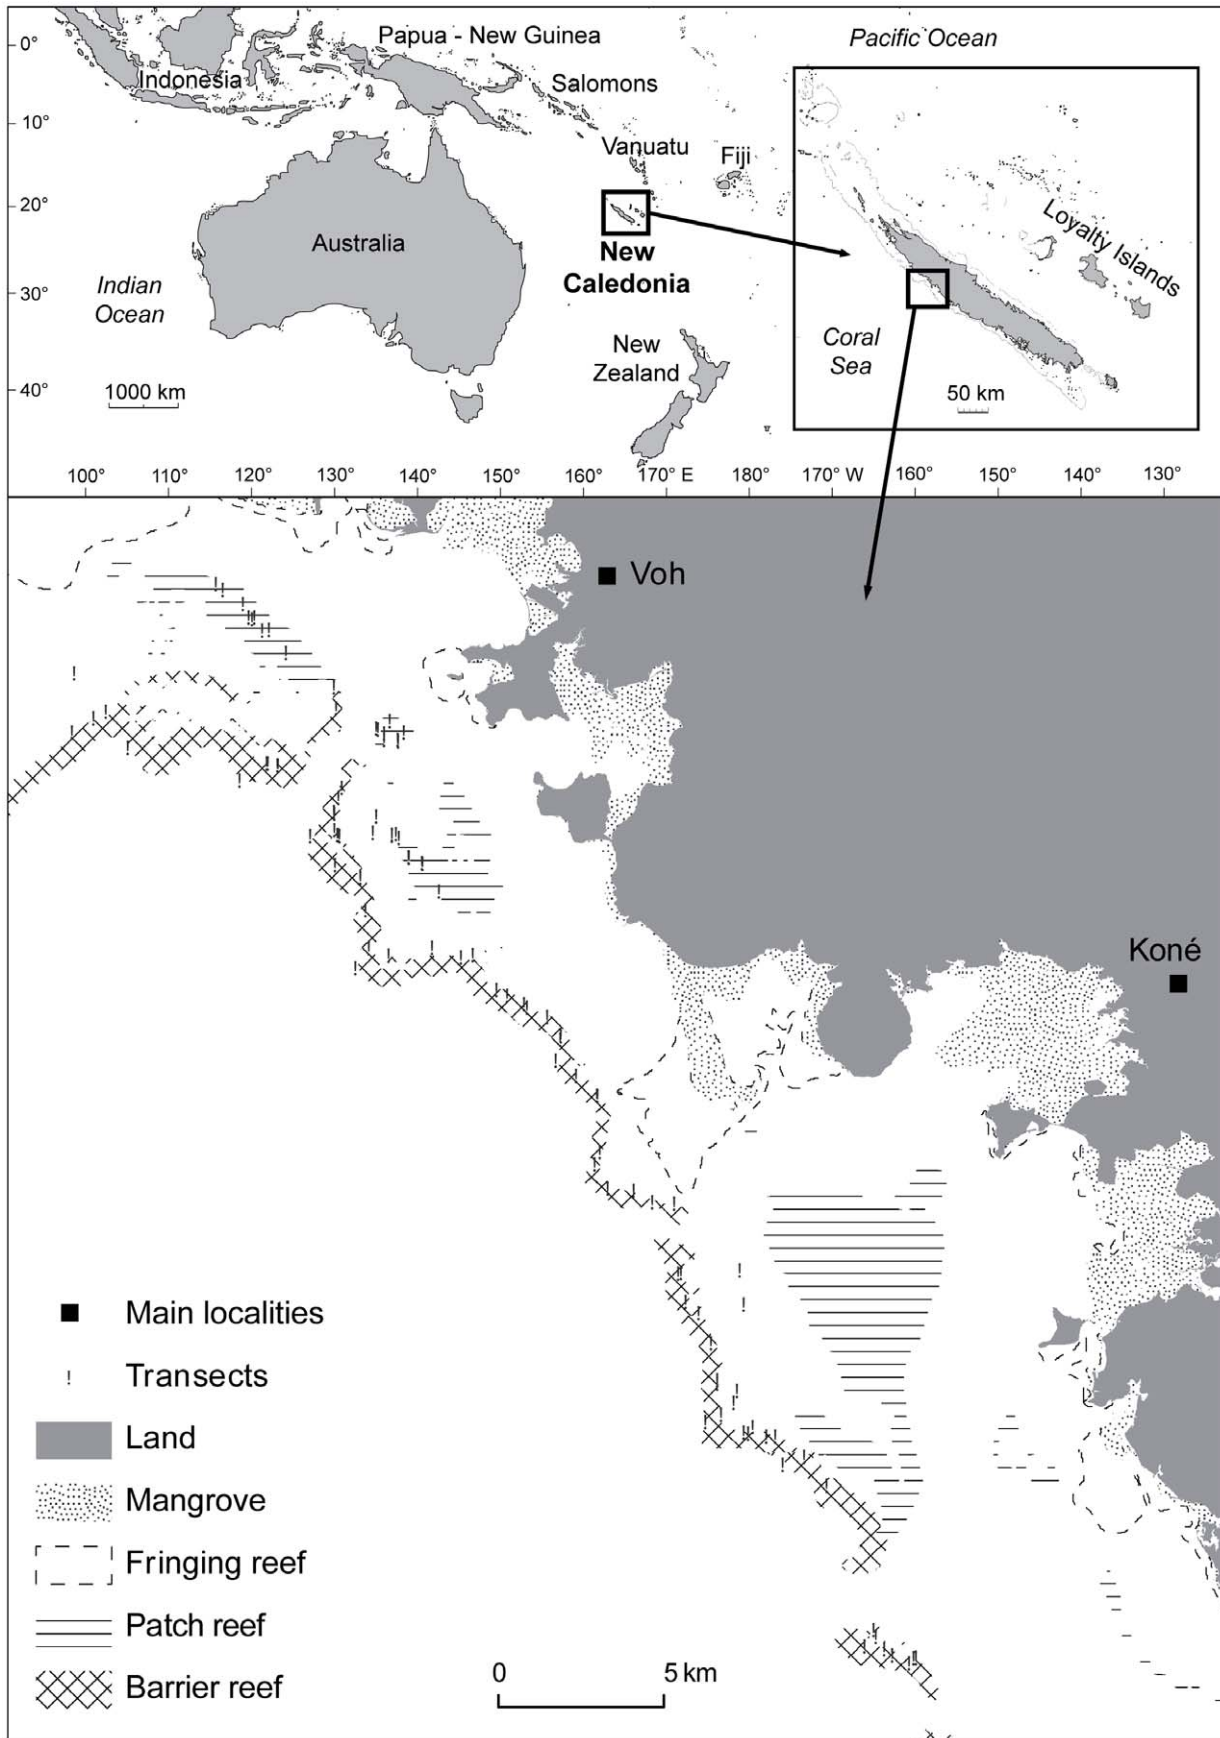 0°
Papua - New Guinea
Pacific Ocean
Indonesia
Salomons
10°
Vanuatu
Fiji
20°
Loyalty Islands
Australia
New
Caledonia
Indian
Ocean
30°
Coral
Sea
New
Zealand
40°
1000 km
50 km
100°
110°
120°
130°
140°
150°
160°
170° E
180°
170° W
160°
150°
140°
130°
Voh
Koné
Main localities
! Transects
Land
Mangrove
Fringing reef
Patch reef
Barrier reef
0
5 km